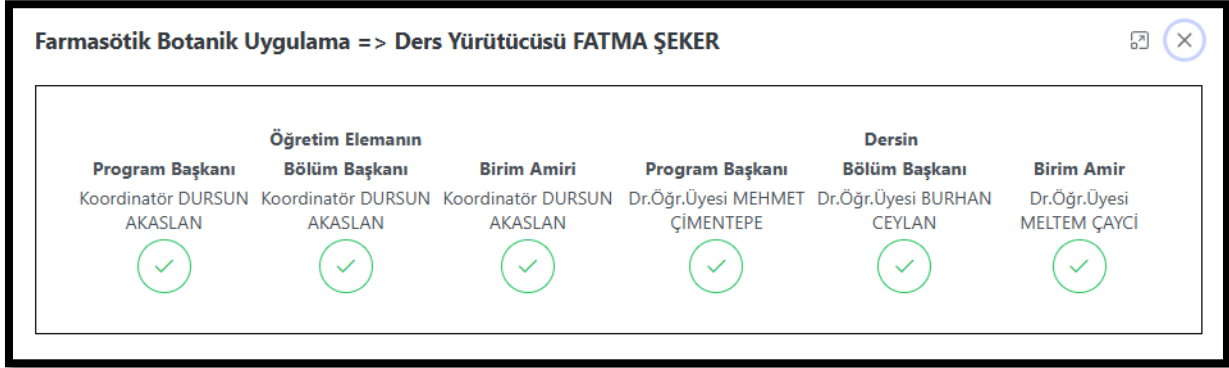 Farmasötik Botanik Uygulama => Ders Yürütücüsü FATMA ŞEKER
Öğretim Elemanın Dersin
Program Başkanı Bölüm Başkanı Birim Amiri Program Başkanı Bölüm Başkanı Birim Amir
Koordinatör DURSUN Koordinatör DURSUN Koordinatör DURSUN Dr.Öğr.Üyesi MEHMET Dr.Öğr.Üyesi BURHAN Dr.Öğr.Üyesi
AKASLAN AKASLAN AKASLAN ÇİMENTEPE CEYLAN MELTEM ÇAYCİ